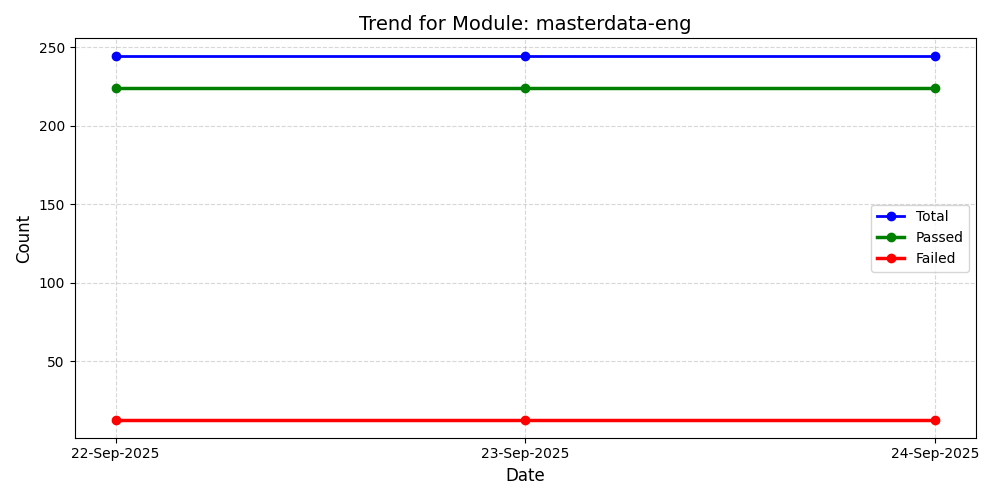 Trend for Module: masterdata-eng
250
200
150
100
50
Count
Total
Passed
Failed
22-Sep-2025
23-Sep-2025
24-Sep-2025
Date